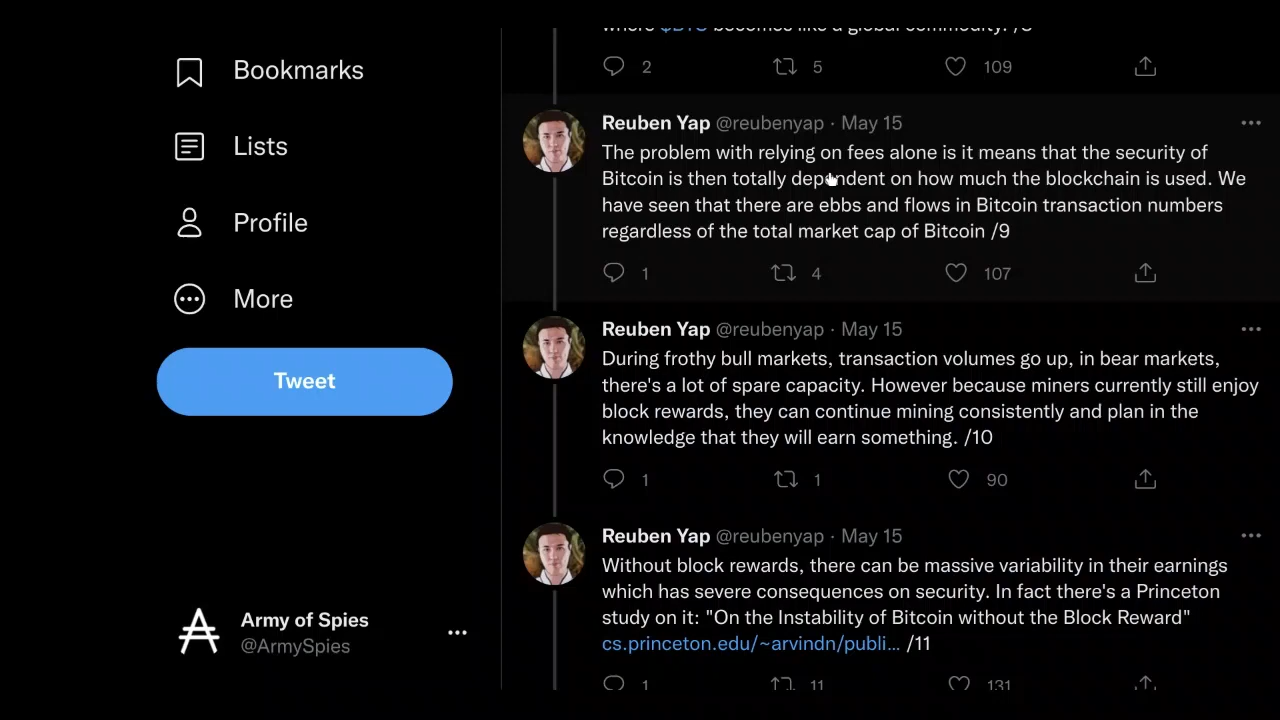 Bookmarks
Lists
Profile
More
Tweet
Army of Spies
@ArmySpies
where $BTC becomes like a global commodity. /8
2 5 109
Reuben Yap @reubenyap · May 15
The problem with relying on fees alone is it means that the security of
Bitcoin is then totally dependent on how much the blockchain is used. We
have seen that there are ebbs and flows in Bitcoin transaction numbers
regardless of the total market cap of Bitcoin /9
1 4 107
Reuben Yap @reubenyap · May 15
During frothy bull markets, transaction volumes go up, in bear markets,
there's a lot of spare capacity. However because miners currently still enjoy
block rewards, they can continue mining consistently and plan in the
knowledge that they will earn something. /10
1 1 90
Reuben Yap @reubenyap · May 15
Without block rewards, there can be massive variability in their earnings
which has severe consequences on security. In fact there's a Princeton
study on it: "On the Instability of Bitcoin without the Block Reward"
cs.princeton.edu/~arvindn/publi... /11
1 11 131